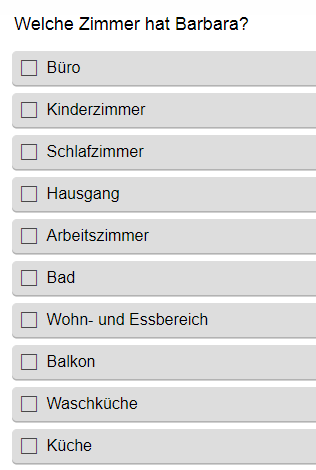 Welche Zimmer hat Barbara?
Büro
Kinderzimmer
Schlafzimmer
Hausgang
Arbeitszimmer
Bad
Wohn- und Essbereich
Balkon
Waschküche
Küche